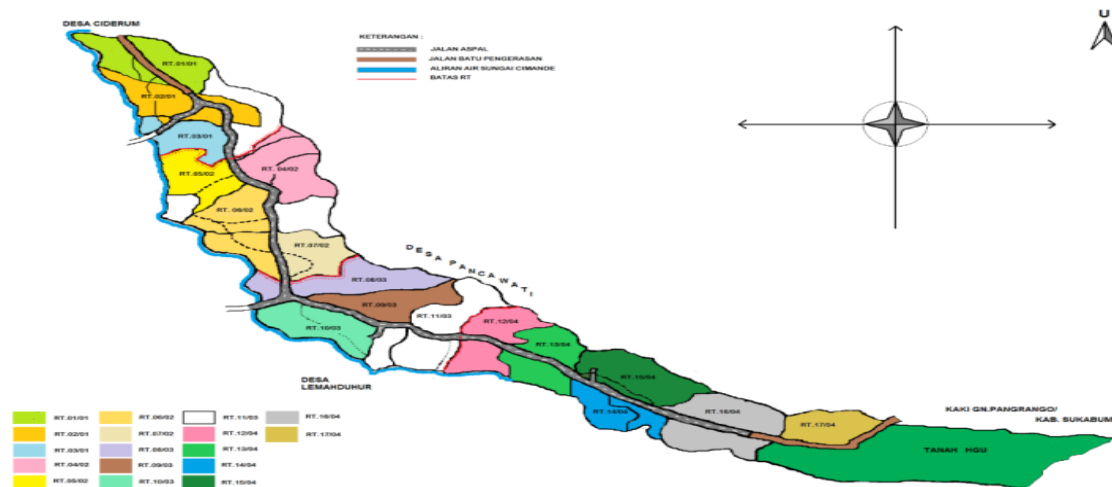 DESA CIDERUM
U
KETERANGAN :
JALAN ASPAL
JALAN BATU PENGERASAN
ALIRAN AIR SUNGAI CIMANDE
BATAS RT
RT.01/01
RT.02/01
RT.03/01
RT. 04/02
RT.05/02
RT. 06/02
RT.07/02
RT.08/03
RT.09/03
RT.10/03
RT.11/03
RT.12/04
RT.13/04
RT.15/04
RT.14/04
RT.16/04
RT.17/04
DESA PANCAWATI
DESA
LEMAHDUHUR
KAKI GN.PANGRANGO/
KAB. SUKABUM
TANAH HGU
RT.01/01
RT.02/01
RT.03/01
RT.04/02
RT.05/02
RT.06/02
RT.07/02
RT.08/03
RT.09/03
RT.10/03
RT.11/03
RT.12/04
RT.13/04
RT.14/04
RT.15/04
RT.16/04
RT.17/04